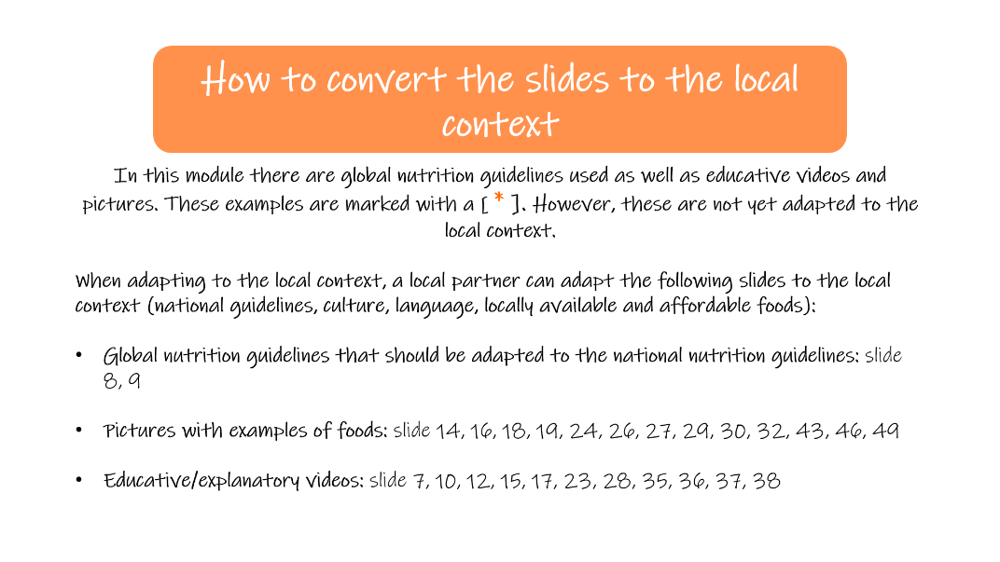 How to convert the slides to the local
context
In this module there are global nutrition guidelines used as well as educative videos and
pictures. These examples are marked with a [ * ]. However, these are not yet adapted to the
local context.
When adapting to the local context, a local partner can adapt the following slides to the local
context (national guidelines, culture, language, locally available and affordable foods):
• Global nutrition guidelines that should be adapted to the national nutrition guidelines: slide
8, 9
• Pictures with examples of foods: slide 14, 16, 18, 19, 24, 26, 27, 29, 30, 32, 43, 46, 49
• Educative/explanatory videos: slide 7, 10, 12, 15, 17, 23, 28, 35, 36, 37, 38